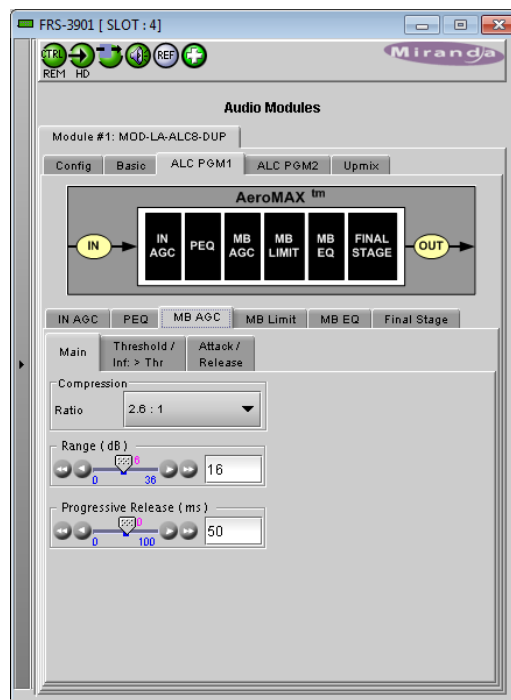 FRS-3901 [ SLOT : 4]
CTRL REF
REM HD
Miranda
Audio Modules
Module #1: MOD-LA-ALC8-DUP
Config Basic ALC PGM1 ALC PGM2 Upmix
AeroMAX tm
IN
IN AGC
PEQ
MB AGC
MB LIMIT
MB EQ
FINAL STAGE
OUT
IN AGC PEQ MB AGC MB Limit MB EQ Final Stage
Main
Threshold / Inf: > Thr
Attack / Release
Compression
Ratio 2.6 : 1
Range ( dB )
0 36 16
Progressive Release ( ms )
0 100 50